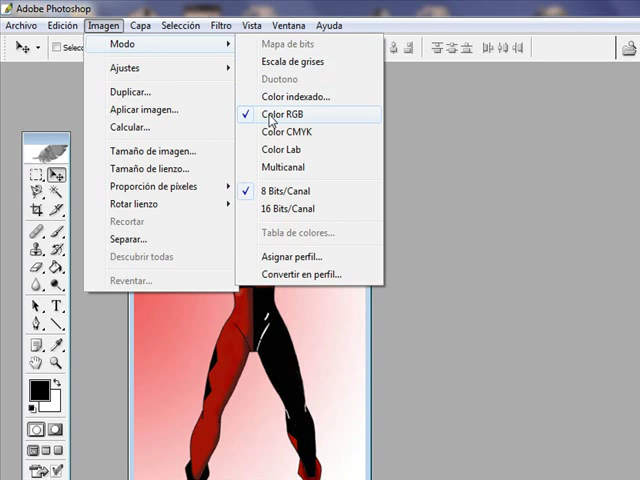 Adobe Photoshop
Archivo Edición Imagen Capa Selección Filtro Vista Ventana Ayuda
Selecc
Modo
Ajustes
Duplicar...
Aplicar imagen...
Calcular...
Tamaño de imagen...
Tamaño de lienzo...
Proporción de píxeles
Rotar lienzo
Recortar
Separar...
Descubrir todas
Reventar...
Mapa de bits
Escala de grises
Duotono
Color indexado...
Color RGB
Color CMYK
Color Lab
Multicanal
8 Bits/Canal
16 Bits/Canal
Tabla de colores...
Asignar perfil...
Convertir en perfil...
T